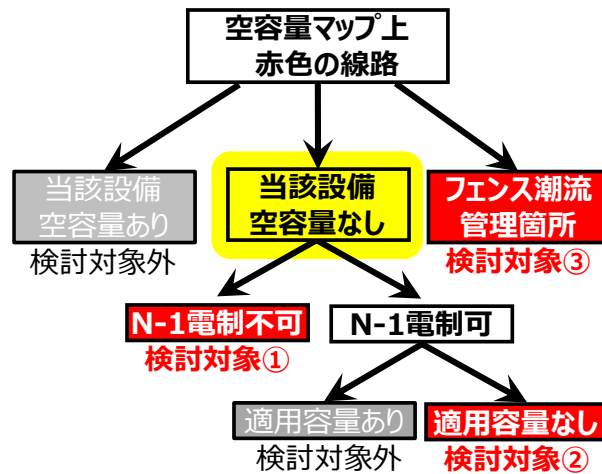 空容量マップ上
赤色の線路
当該設備
空容量あり
検討対象外
当該設備
空容量なし
フェンス潮流
管理箇所
検討対象③
N-1電制不可
検討対象①
N-1電制可
適用容量あり
検討対象外
適用容量なし
検討対象②